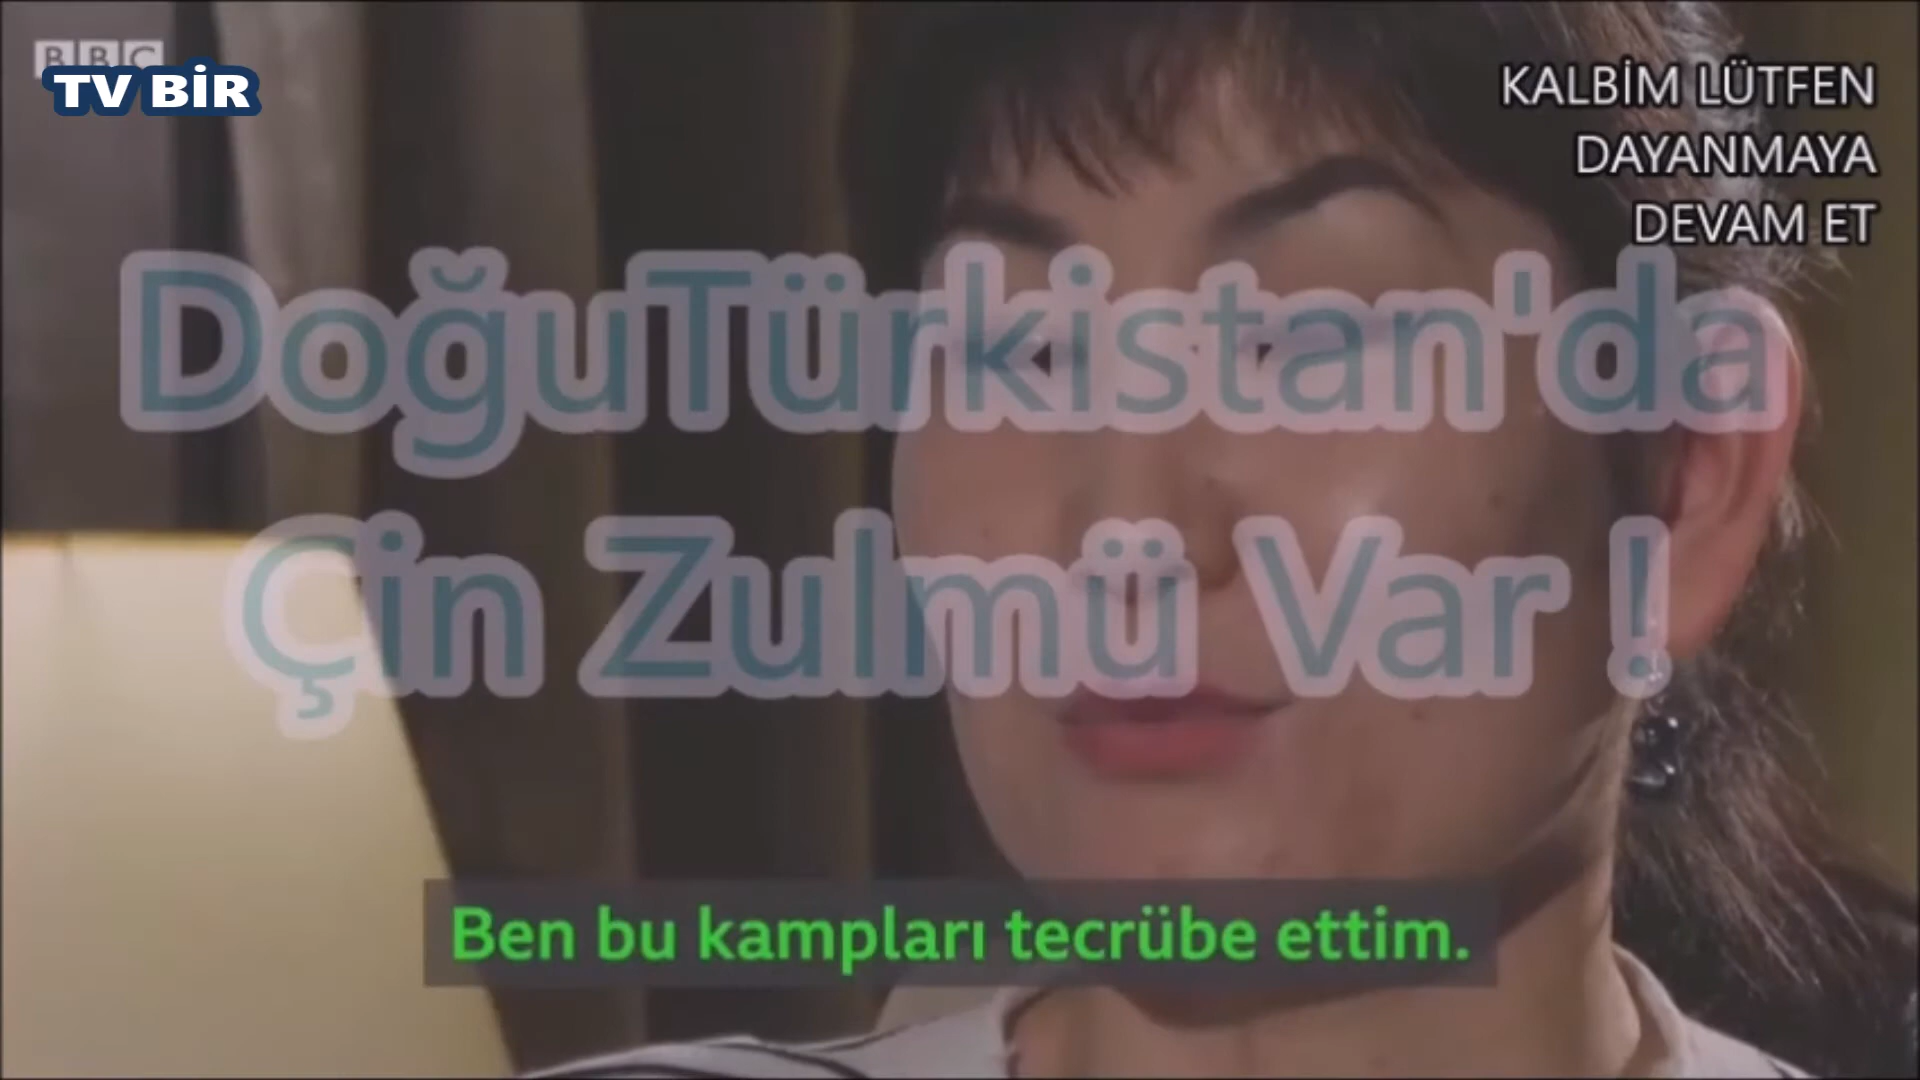 BBC
TV BİR
KALBİM LÜTFEN
DAYANMAYA
DEVAM ET
DoğuTürkistan'da
Çin Zulmü Var !
Ben bu kampları tecrübe ettim.